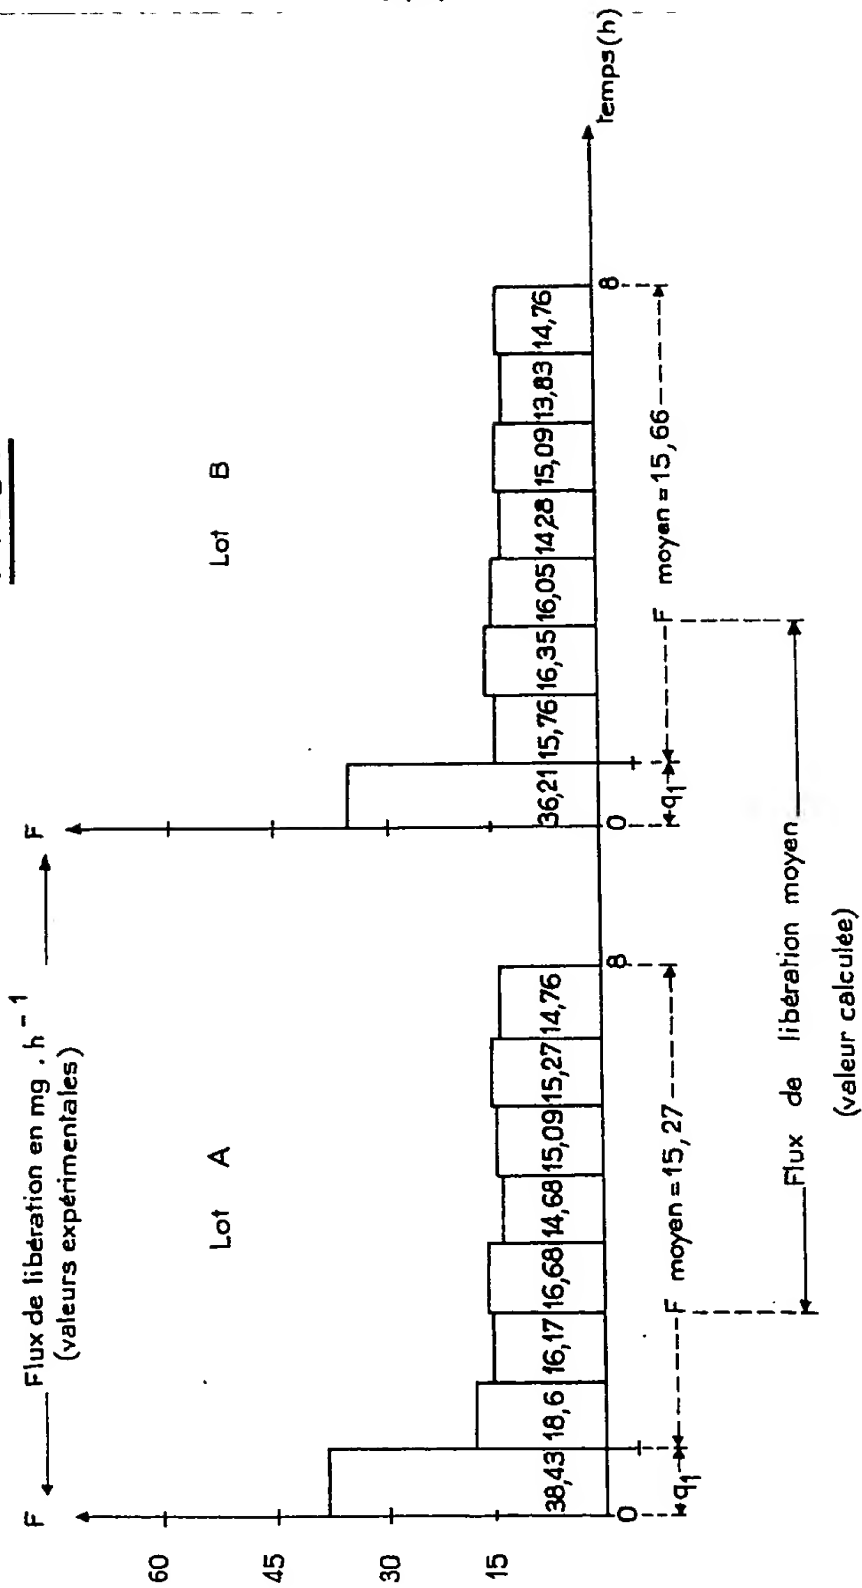 F
Flux de libération en mg . h⁻¹
(valeurs expérimentales)
F
Lot A
Lot B
60
45
30
15
38,43 18,6 16,17 16,68 14,68 15,09 15,27 14,76
36,21 15,76 16,35 16,05 14,28 15,09 13,83 14,76
0
8
0
8
temps(h)
q1
F moyen = 15,27
q1
F moyen = 15,66
Flux de libération moyen
(valeur calculée)